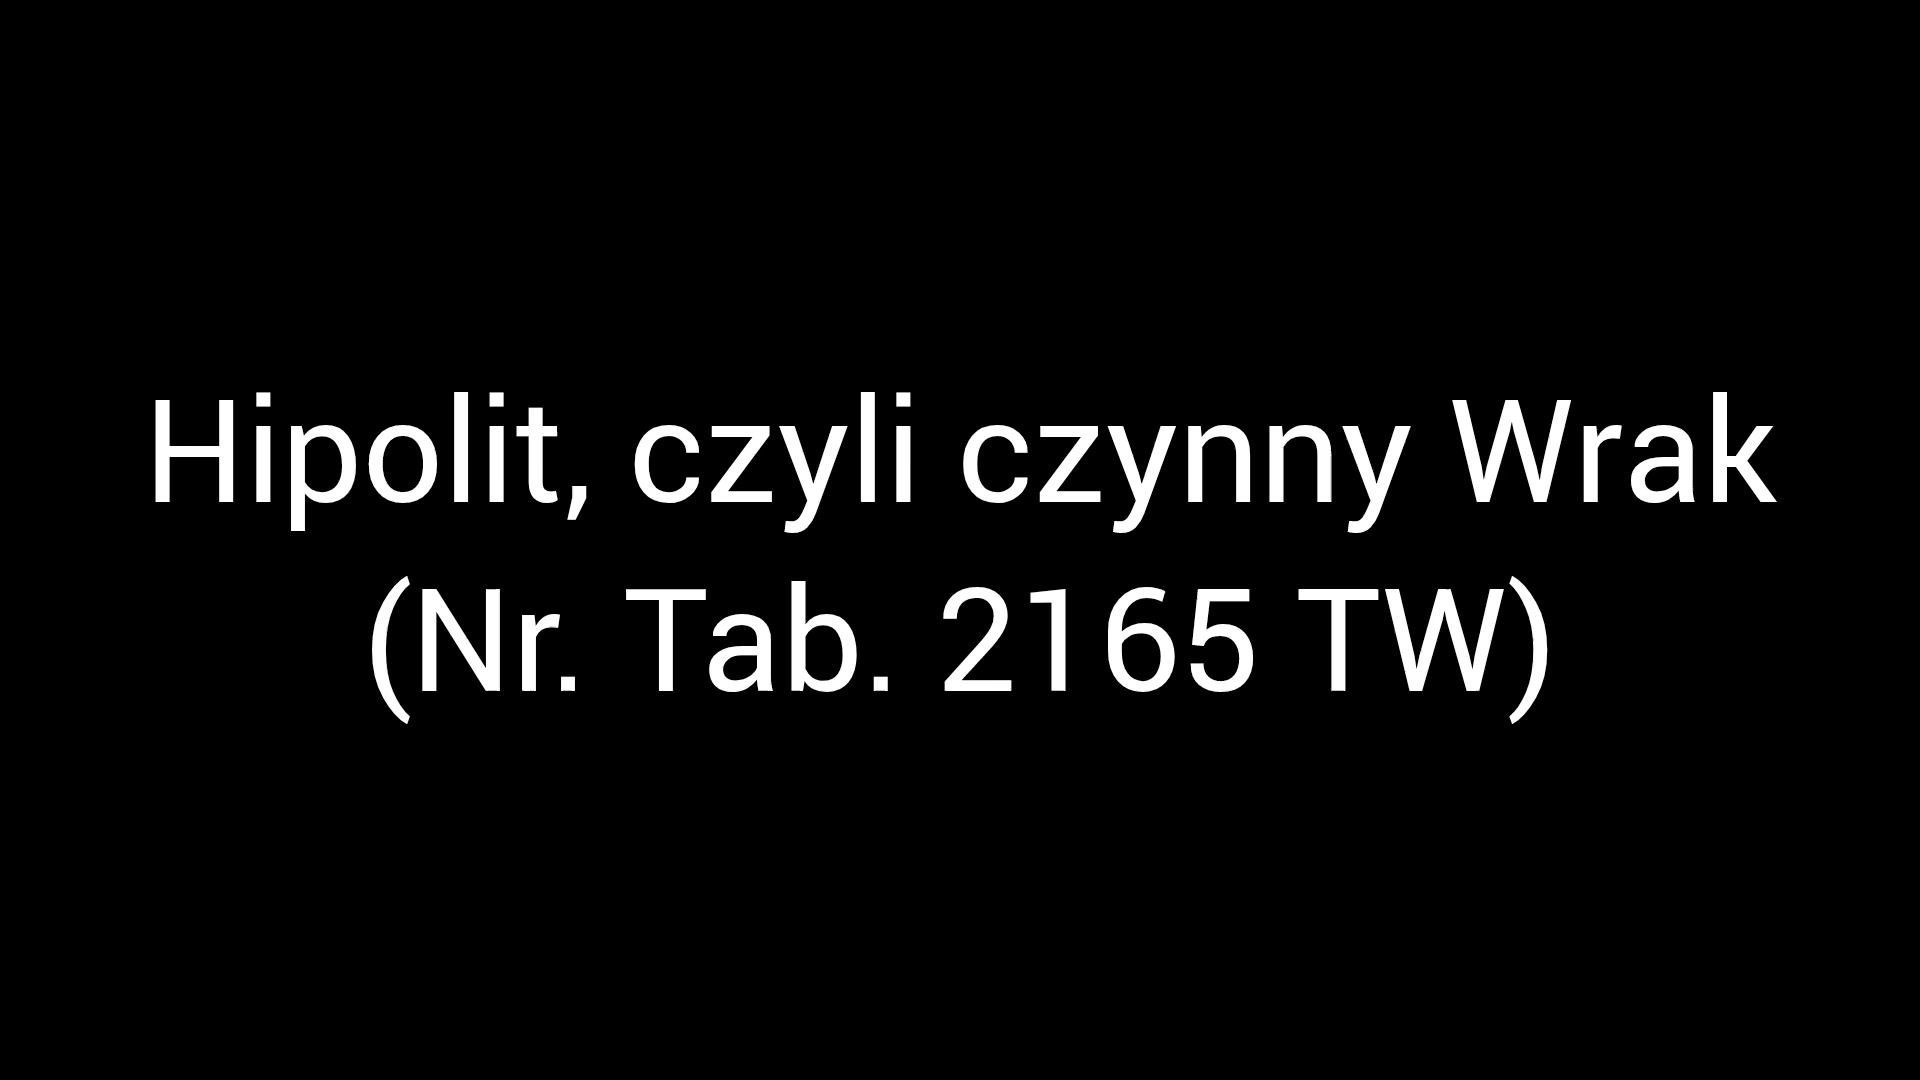 Hipolit, czyli czynny Wrak
(Nr. Tab. 2165 TW)